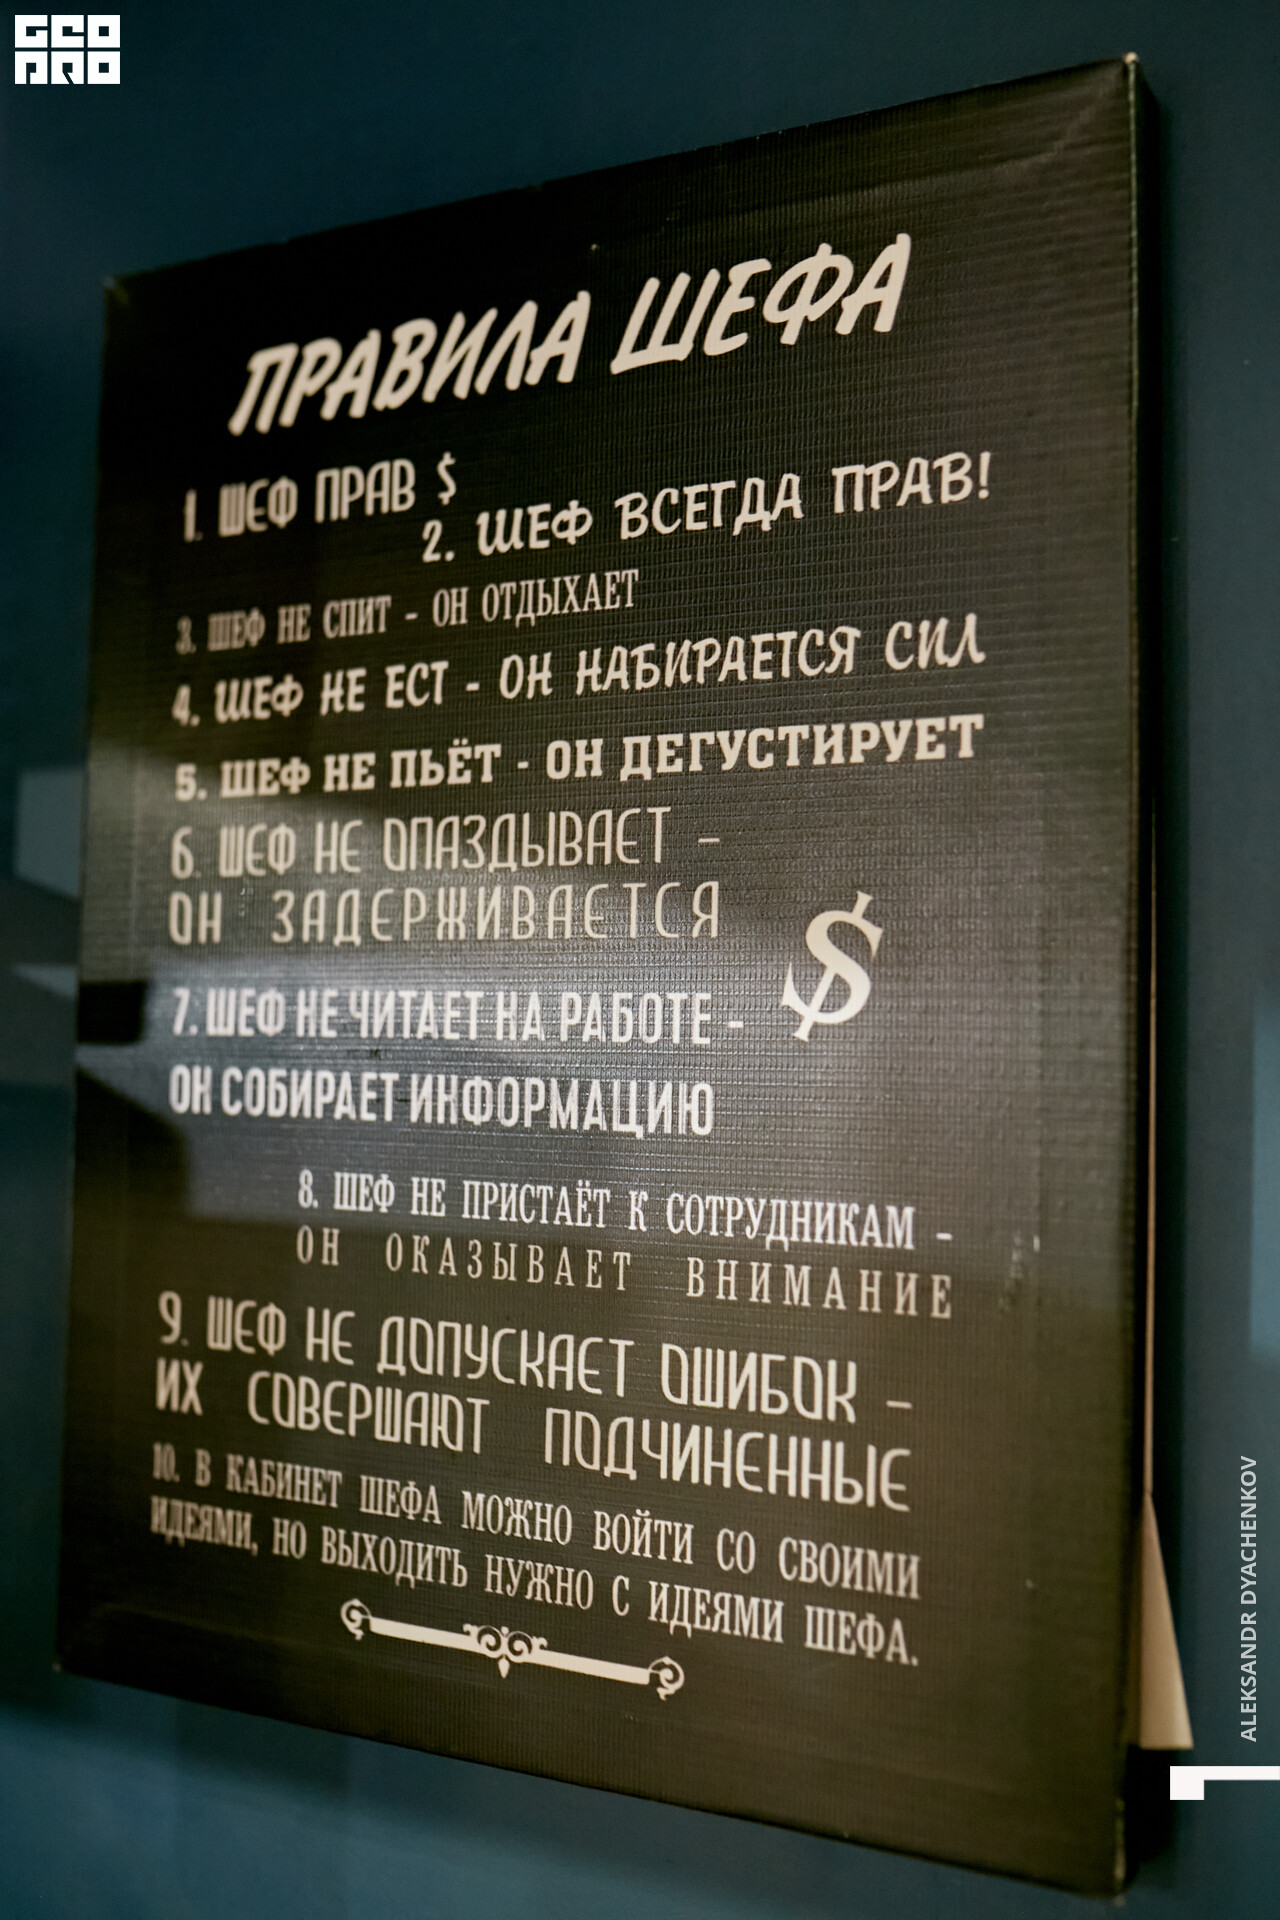 GEO
PRO
ПРАВИЛА ШЕФА
1. ШЕФ ПРАВ $
2. ШЕФ ВСЕГДА ПРАВ!
3. ШЕФ НЕ СПИТ - ОН ОТДЫХАЕТ
4. ШЕФ НЕ ЕСТ - ОН НАБИРАЕТСЯ СИЛ
5. ШЕФ НЕ ПЬЁТ - ОН ДЕГУСТИРУЕТ
6. ШЕФ НЕ ОПАЗДЫВАЕТ -
ОН ЗАДЕРЖИВАЕТСЯ
$
7. ШЕФ НЕ ЧИТАЕТ НА РАБОТЕ -
ОН СОБИРАЕТ ИНФОРМАЦИЮ
8. ШЕФ НЕ ПРИСТАЁТ К СОТРУДНИКАМ -
ОН ОКАЗЫВАЕТ ВНИМАНИЕ
9. ШЕФ НЕ ДОПУСКАЕТ ОШИБОК -
ИХ СОВЕРШАЮТ ПОДЧИНЕННЫЕ
10. В КАБИНЕТ ШЕФА МОЖНО ВОЙТИ СО СВОИМИ
ИДЕЯМИ, НО ВЫХОДИТЬ НУЖНО С ИДЕЯМИ ШЕФА.
ALEKSANDR DYACHENKOV